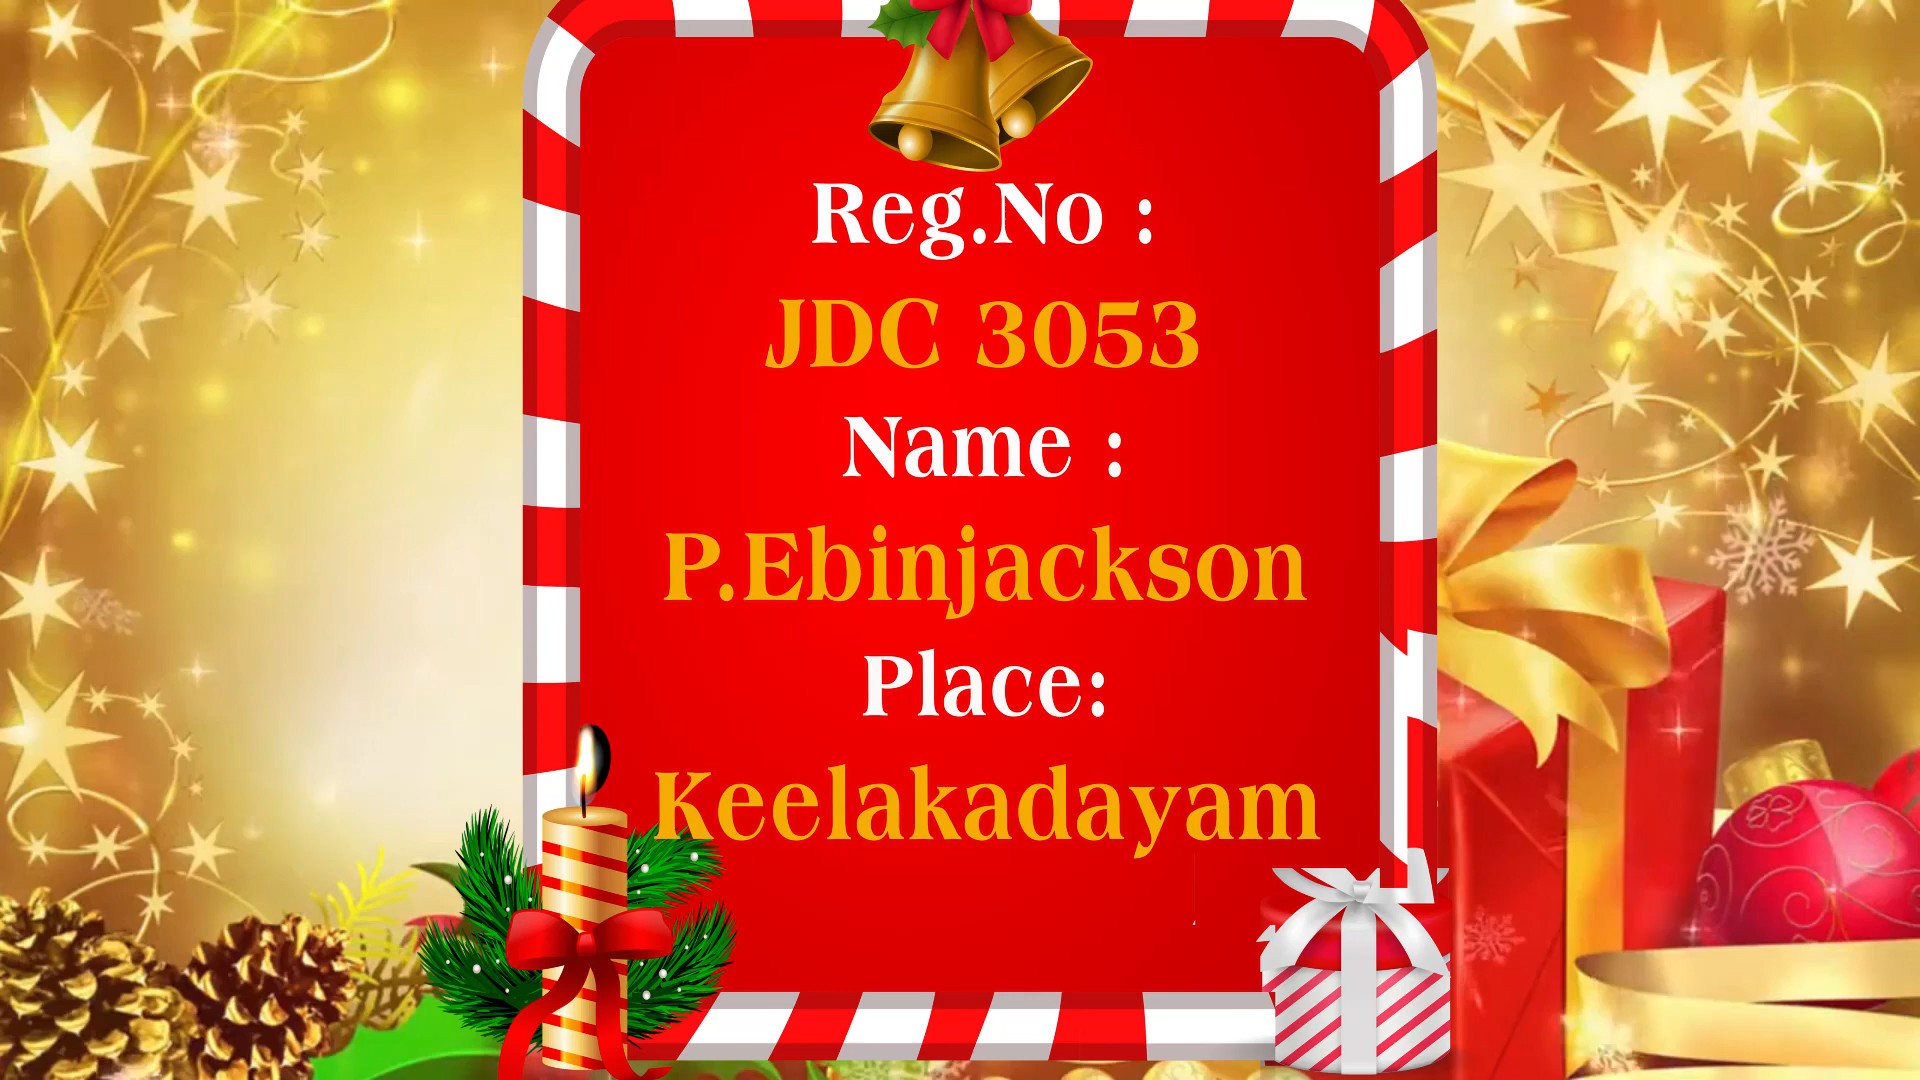 Reg.No :
JDC 3053
Name :
P.Ebinjackson
Place:
Keelakadayam